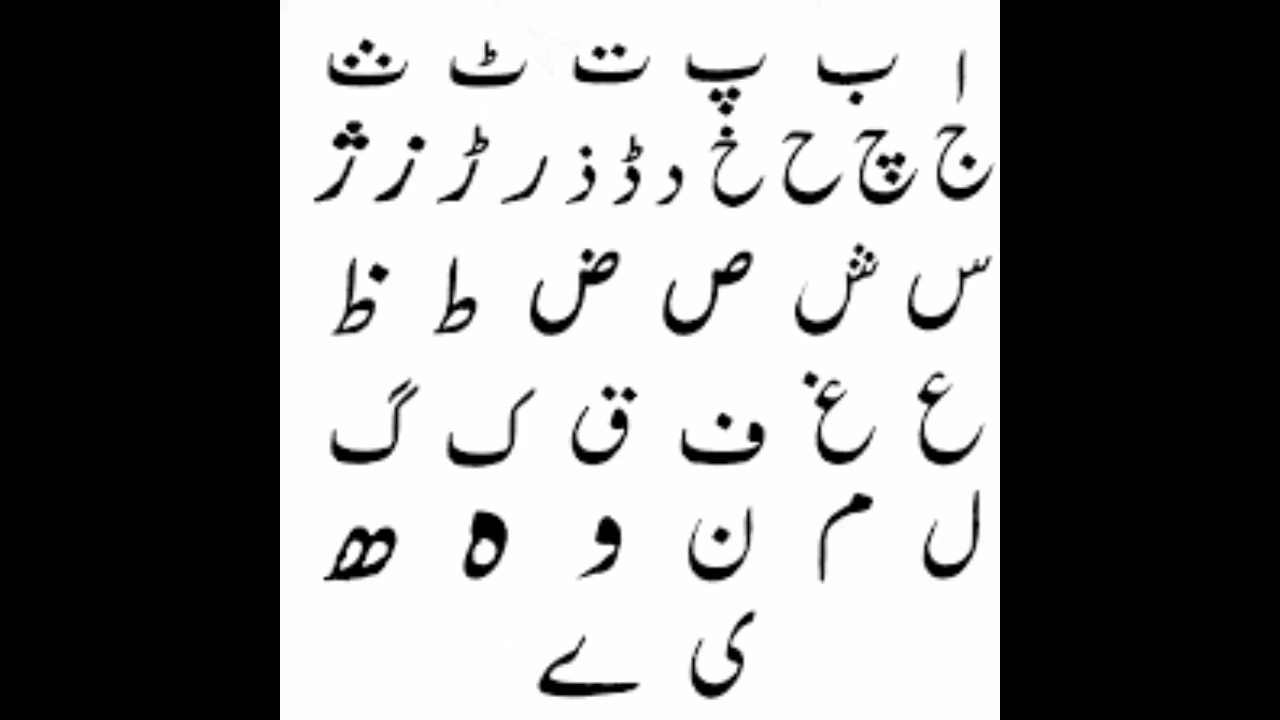 ا ب پ ت ٹ ث
ج چ ح خ د ڈ ذ ر ڑ ز ژ
س ش ص ض ط ظ
ع غ ف ق ک گ
ل م ن و ہ ھ
ی ے